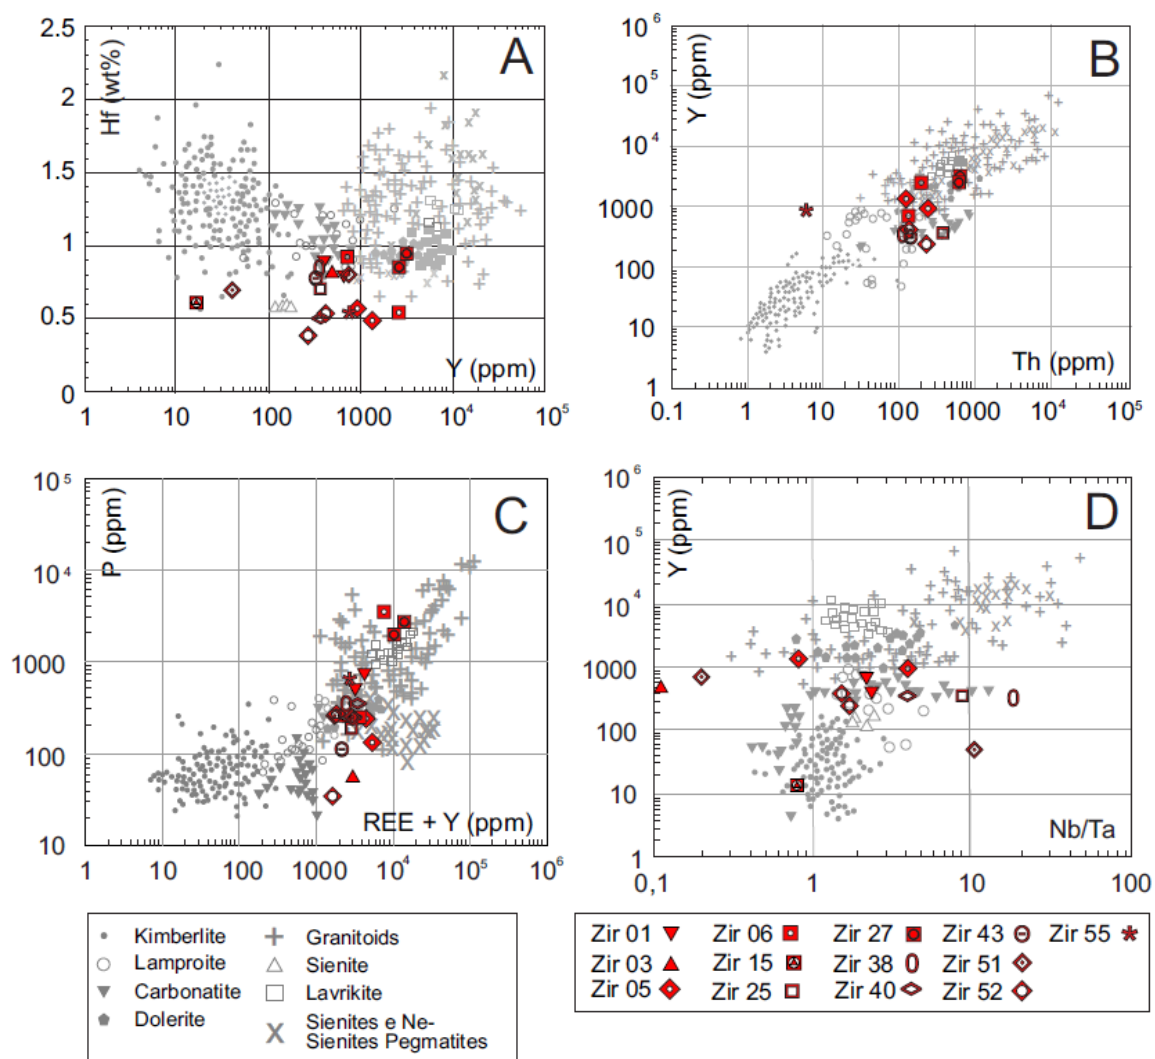 A
Hf (wt%)
2.5
2
1.5
1
0.5
0
1 10 100 1000 10⁴ 10⁵
Y (ppm)
B
Y (ppm)
10⁶
10⁵
10⁴
1000
100
10
1
0.1 1 10 100 1000 10⁵
Th (ppm)
C
P (ppm)
10⁵
10⁴
1000
100
10
1 10 100 1000 10⁴ 10⁵ 10⁶
REE + Y (ppm)
D
Y (ppm)
10⁶
10⁵
10⁴
1000
100
10
1
0,1 1 10 100
Nb/Ta
Kimberlite
Lamproite
Carbonatite
Dolerite
Granitoids
Sienite
Lavrikite
Sienites e Ne-
Sienites Pegmatites
Zir 01 Zir 06 Zir 27 Zir 43 Zir 55
Zir 03 Zir 15 Zir 38 Zir 51
Zir 05 Zir 25 Zir 40 Zir 52